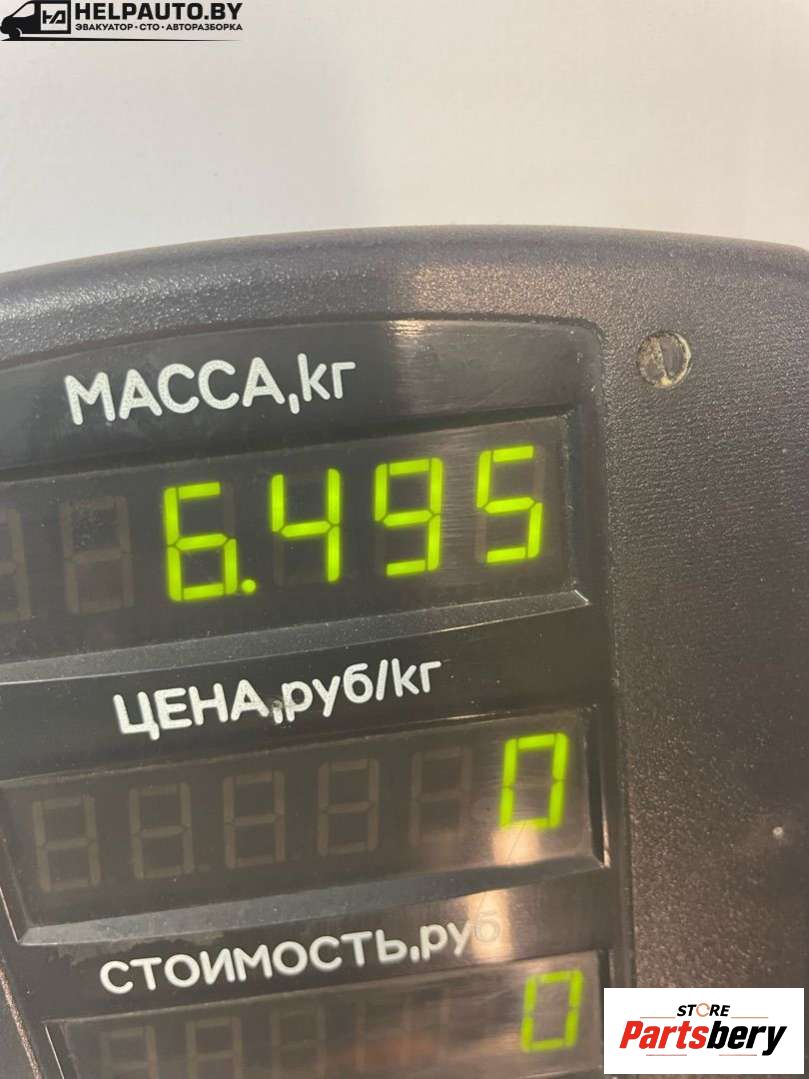 HELPAUTO.BY
ЭВАКУАТОР • СТО • АВТОРАЗБОРКА
МАССА,кг
6.495
ЦЕНА,руб/кг
0
СТОИМОСТЬ,руб
0
STORE
Partsbery